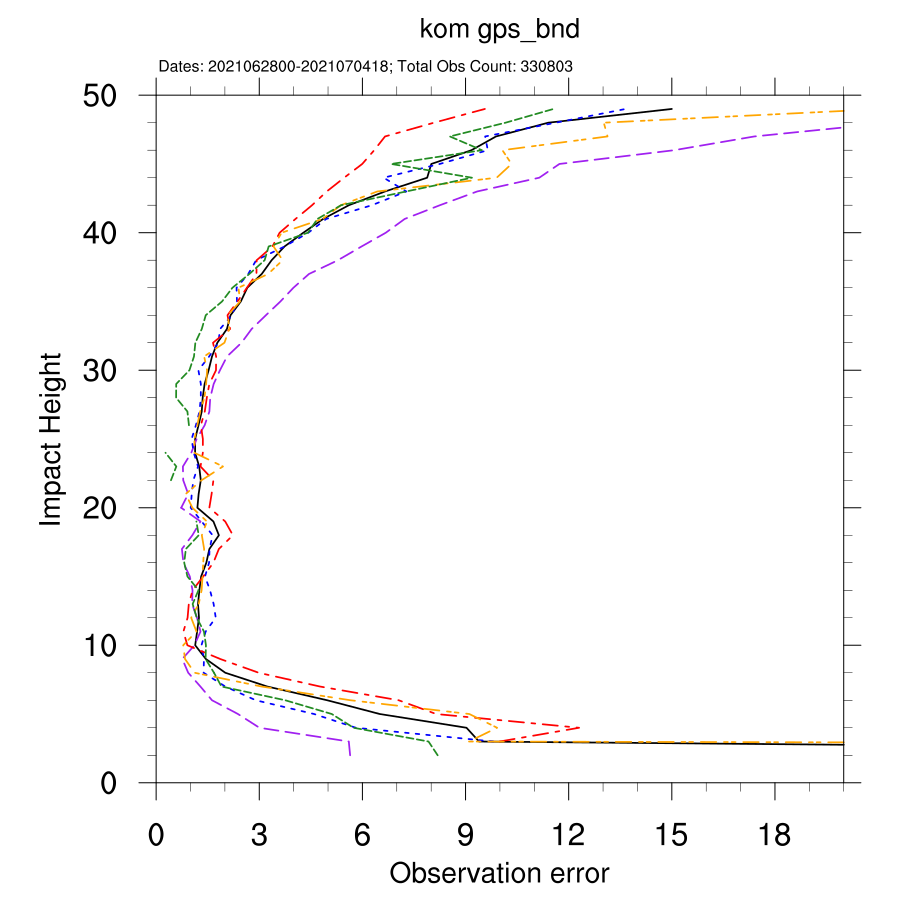 kom gps_bnd
Dates: 2021062800-2021070418; Total Obs Count: 330803
50
40
30
20
10
0
Impact Height
0 3 6 9 12 15 18
Observation error